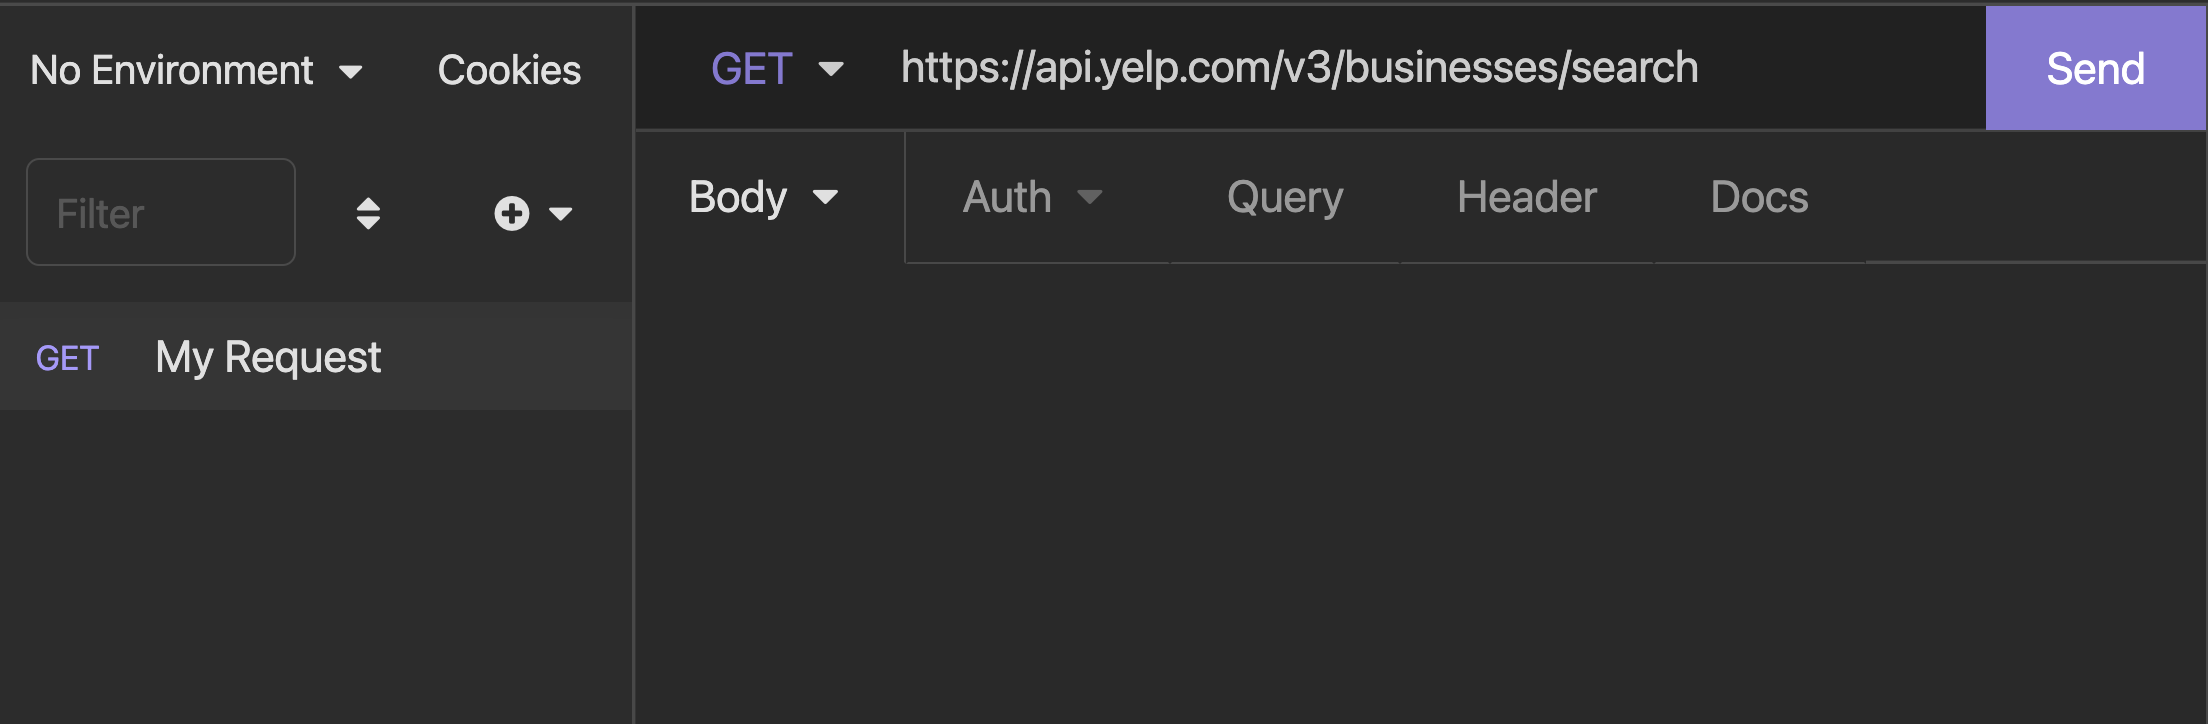 No Environment Cookies
GET https://api.yelp.com/v3/businesses/search Send
Body Auth Query Header Docs
Filter
GET My Request